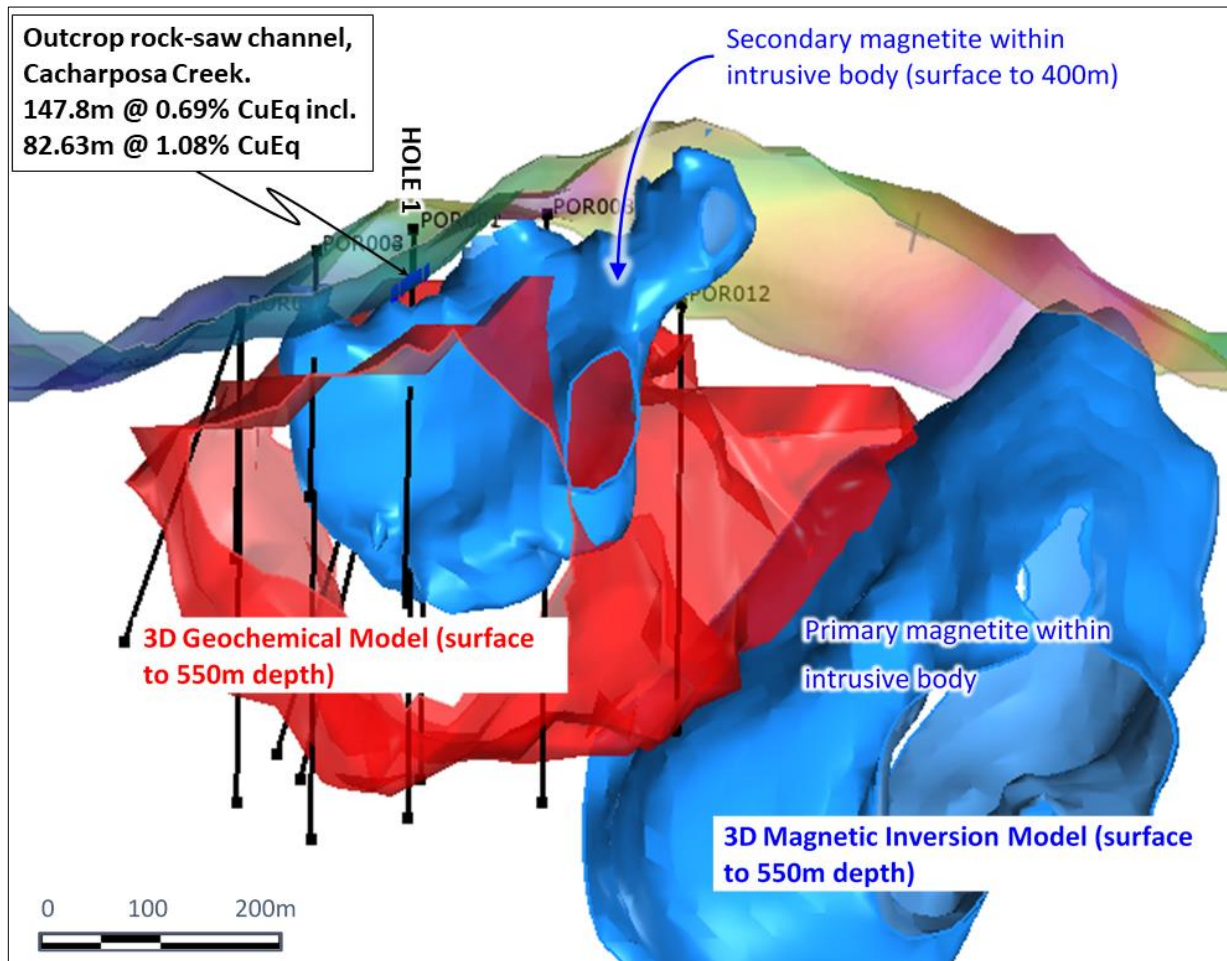 Outcrop rock-saw channel,
Cacharposa Creek.
147.8m @ 0.69% CuEq incl.
82.63m @ 1.08% CuEq
Secondary magnetite within
intrusive body (surface to 400m)
HOLE 1
POR001
POR012
3D Geochemical Model (surface
to 550m depth)
Primary magnetite within
intrusive body
3D Magnetic Inversion Model (surface
to 550m depth)
0 100 200m